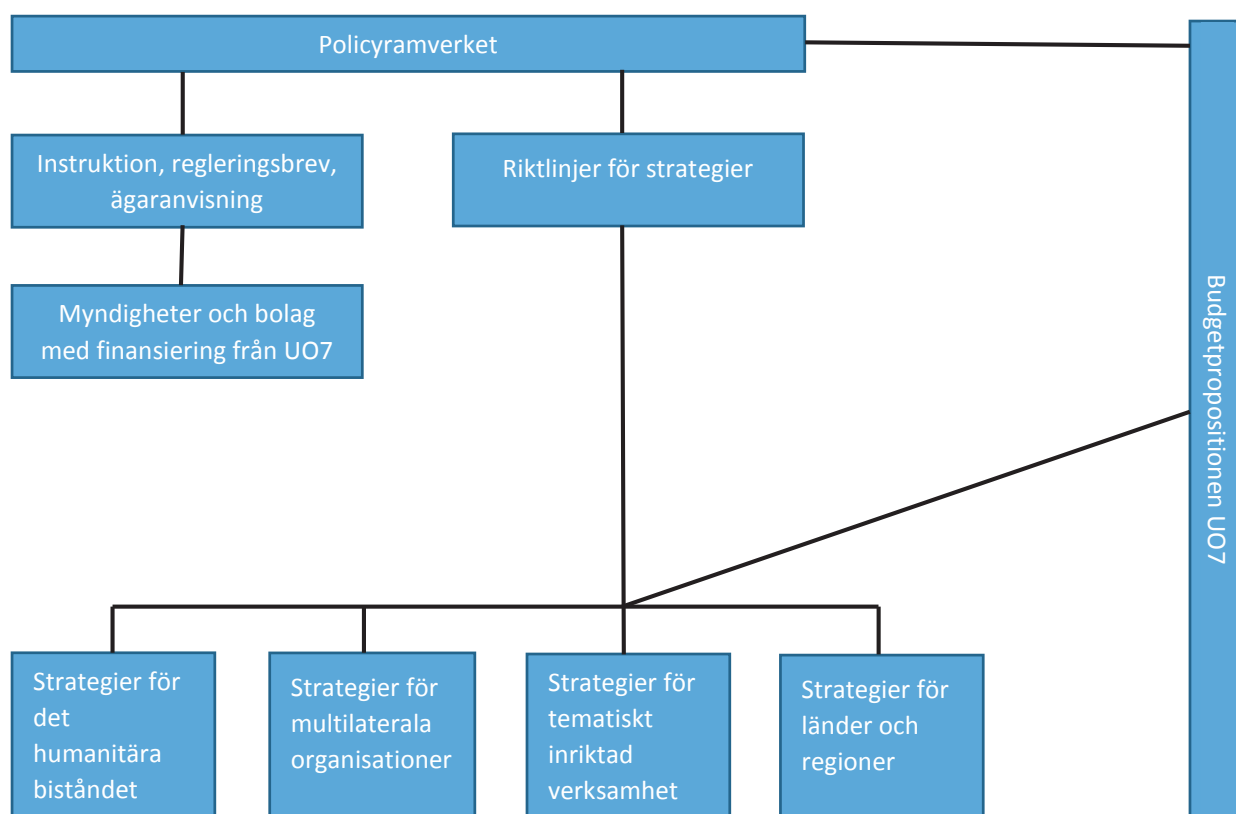 Policyramverket
Instruktion, regleringsbrev,
ägaranvisning
Riktlinjer för strategier
Myndigheter och bolag
med finansiering från UO7
Budgetpropositionen UO7
Strategier för
det
humanitära
biståndet
Strategier för
multilaterala
organisationer
Strategier för
tematiskt
inriktad
verksamhet
Strategier för
länder och
regioner